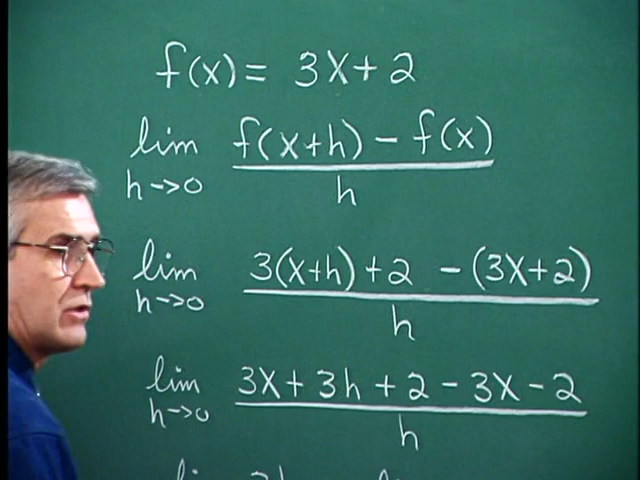 f(x) = 3x + 2
lim h→0 f(x+h) - f(x) / h
lim h→0 3(x+h) + 2 - (3x+2) / h
lim h→0 3x + 3h + 2 - 3x - 2 / h